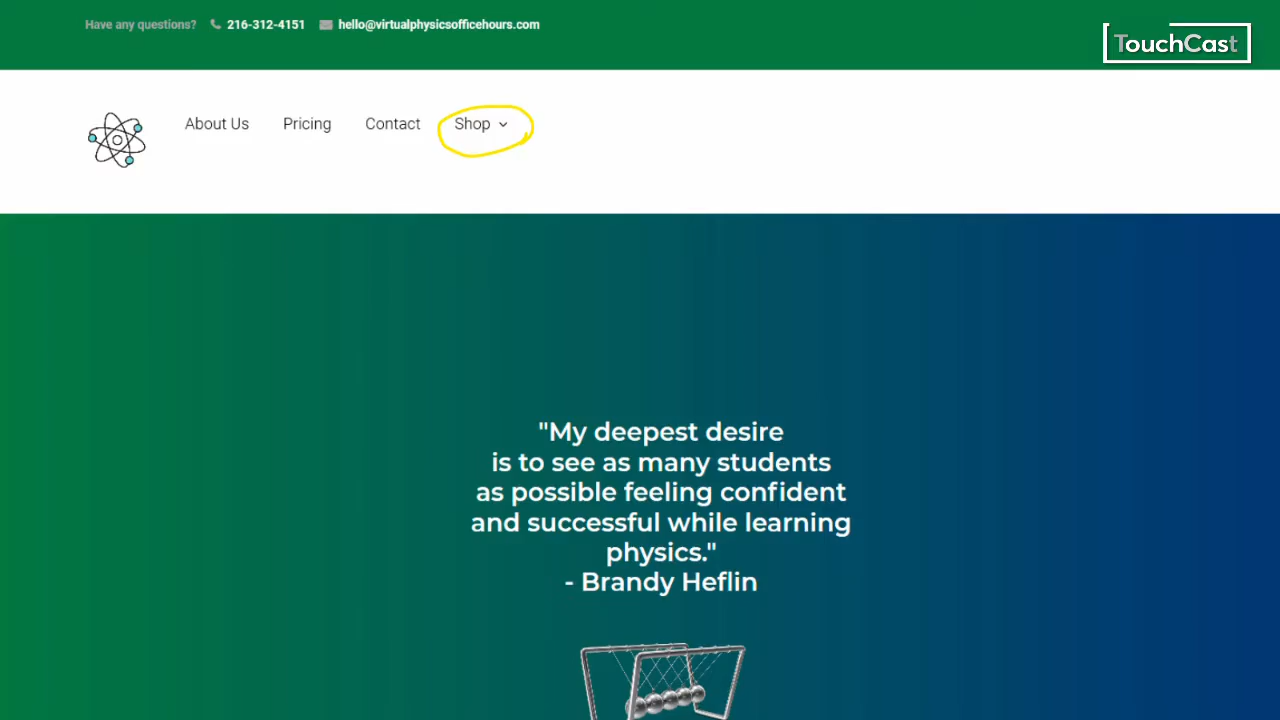 Have any questions? 216-312-4151 hello@virtualphysicsofficehours.com
TouchCast
About Us Pricing Contact Shop
"My deepest desire
is to see as many students
as possible feeling confident
and successful while learning
physics."
- Brandy Heflin